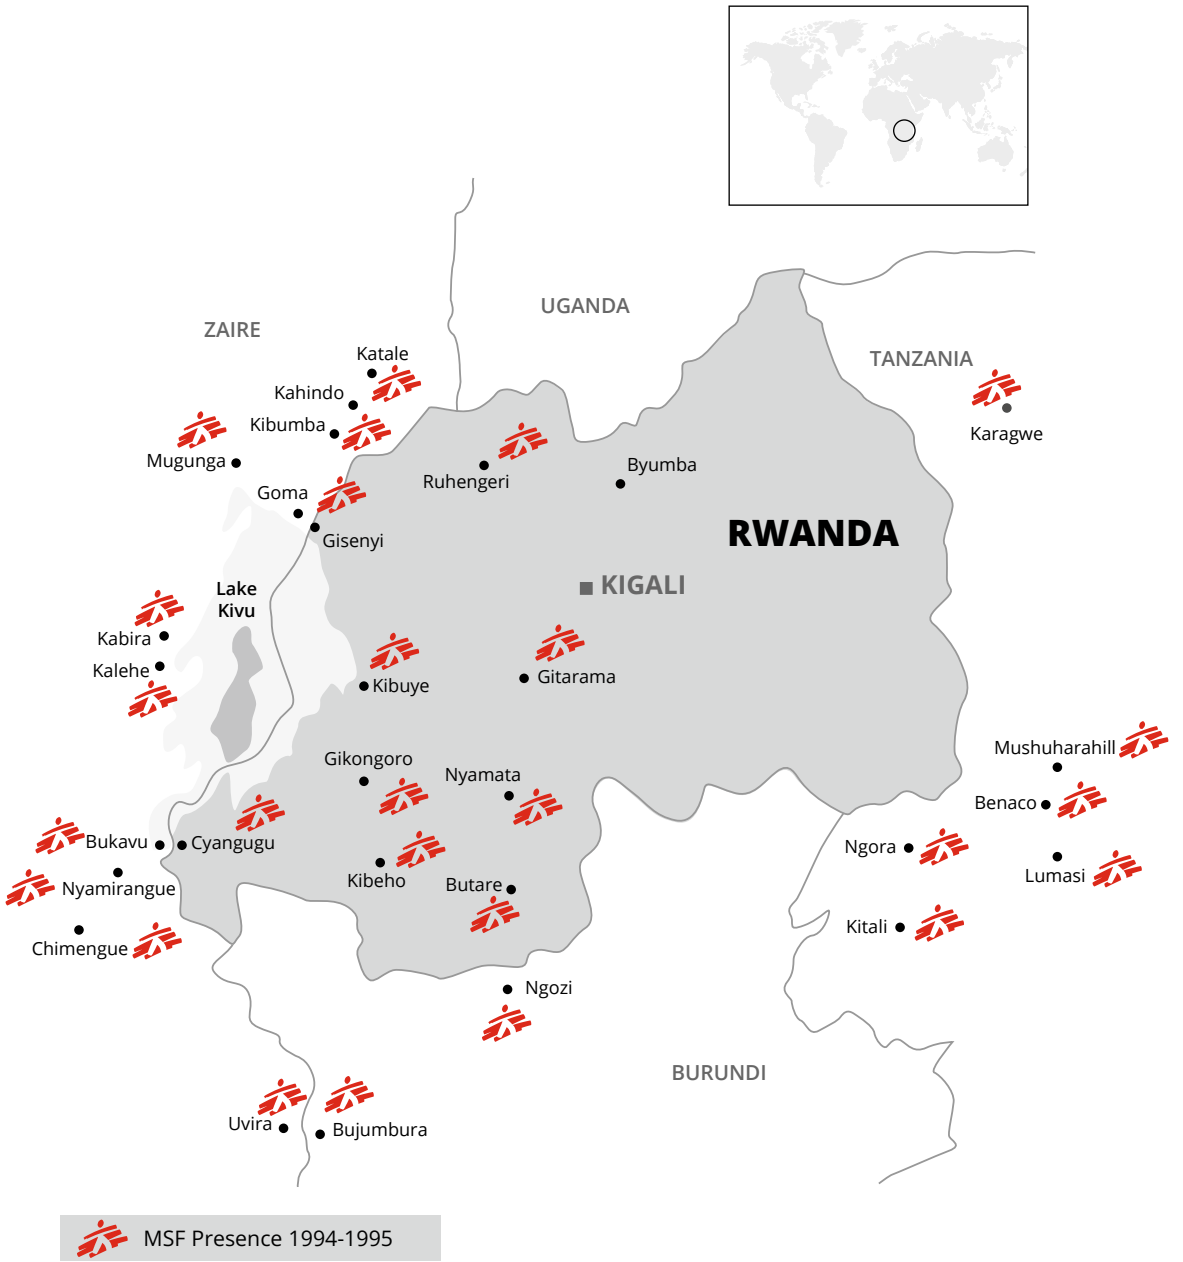 UGANDA
ZAIRE
TANZANIA
Katale
Kahindo
Kibumba
Karagwe
Mugunga
Byumba
Ruhengeri
Goma
RWANDA
Gisenyi
KIGALI
Lake
Kivu
Kabira
Kalehe
Gitarama
Kibuye
Mushuharahill
Gikongoro
Nyamata
Benaco
Bukavu
Cyangugu
Ngora
Lumasi
Kibeho
Butare
Nyamirangue
Kitali
Chimengue
Ngozi
BURUNDI
Uvira
Bujumbura
MSF Presence 1994-1995